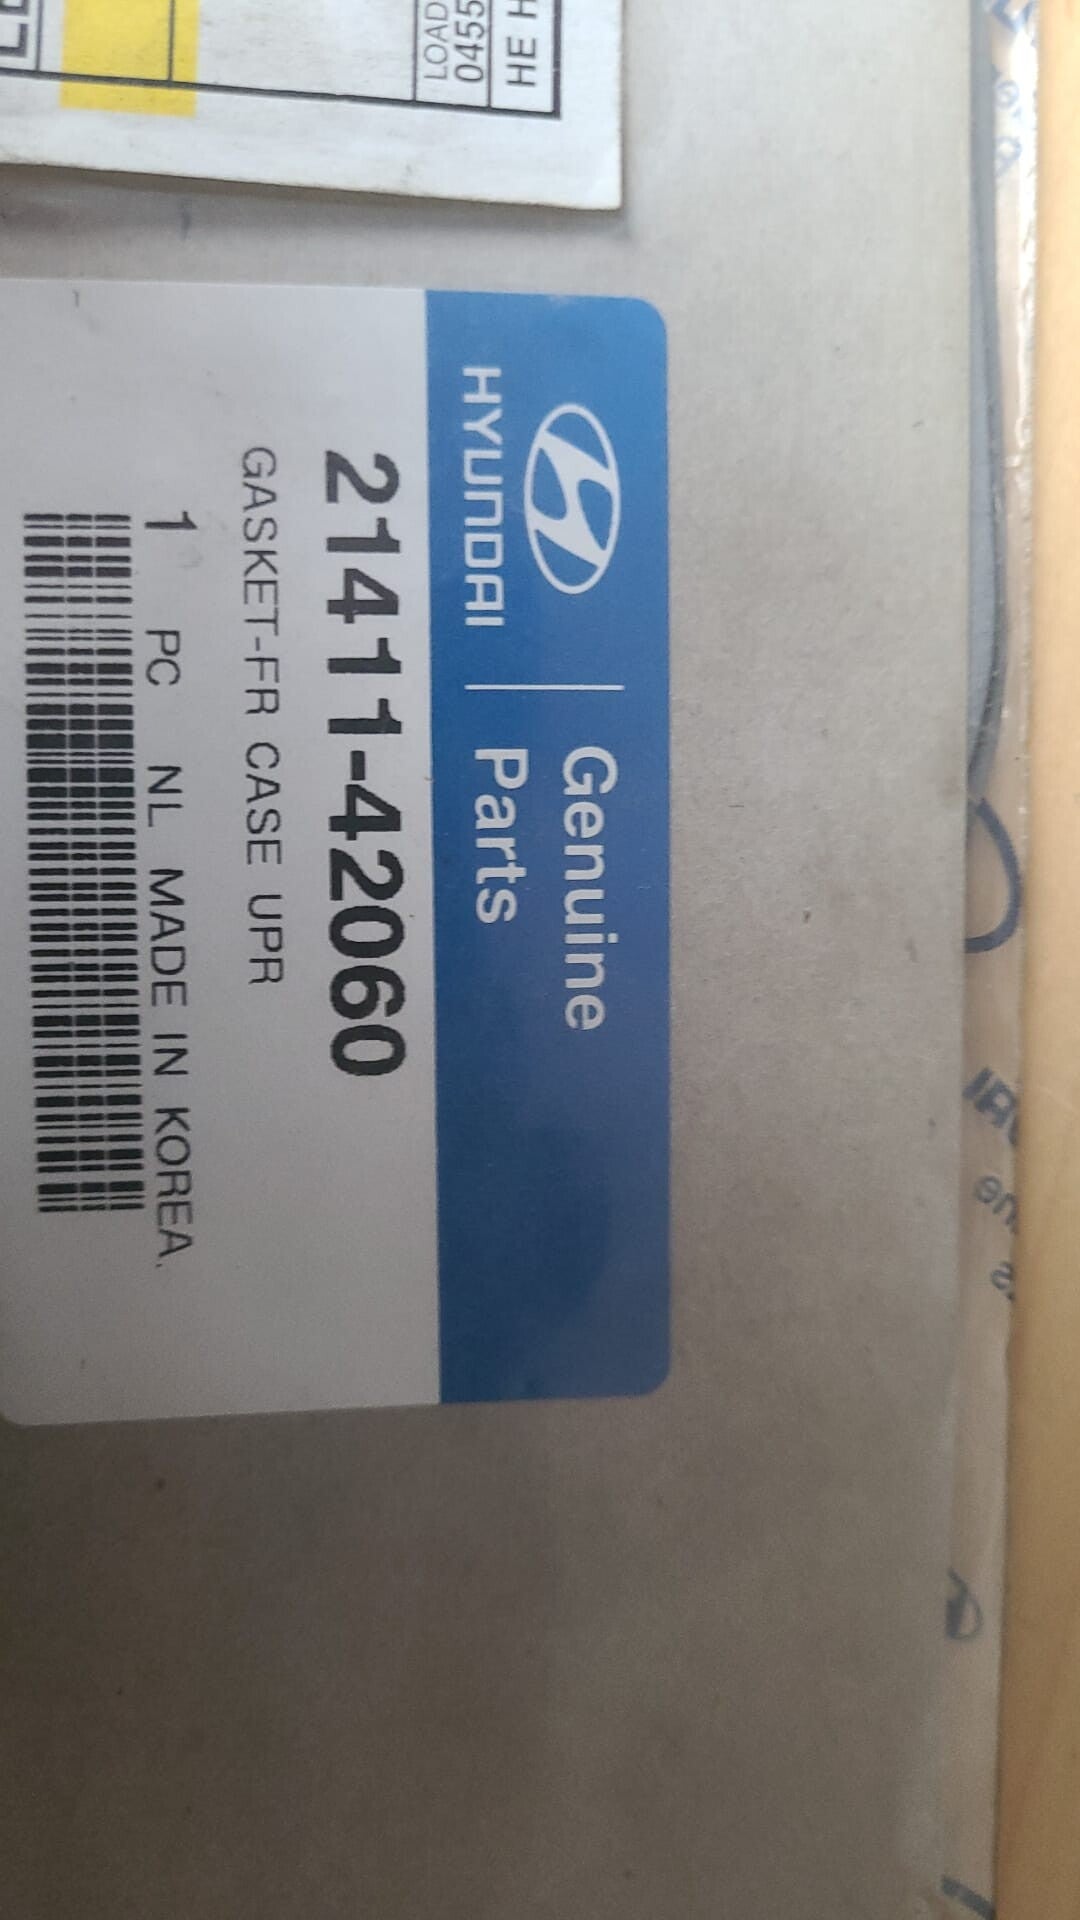 LOAD
0455
HE H
HYUNDAI
Genuine
Parts
21411-42060
GASKET-FR CASE UPR
1 PC NL MADE IN KOREA.